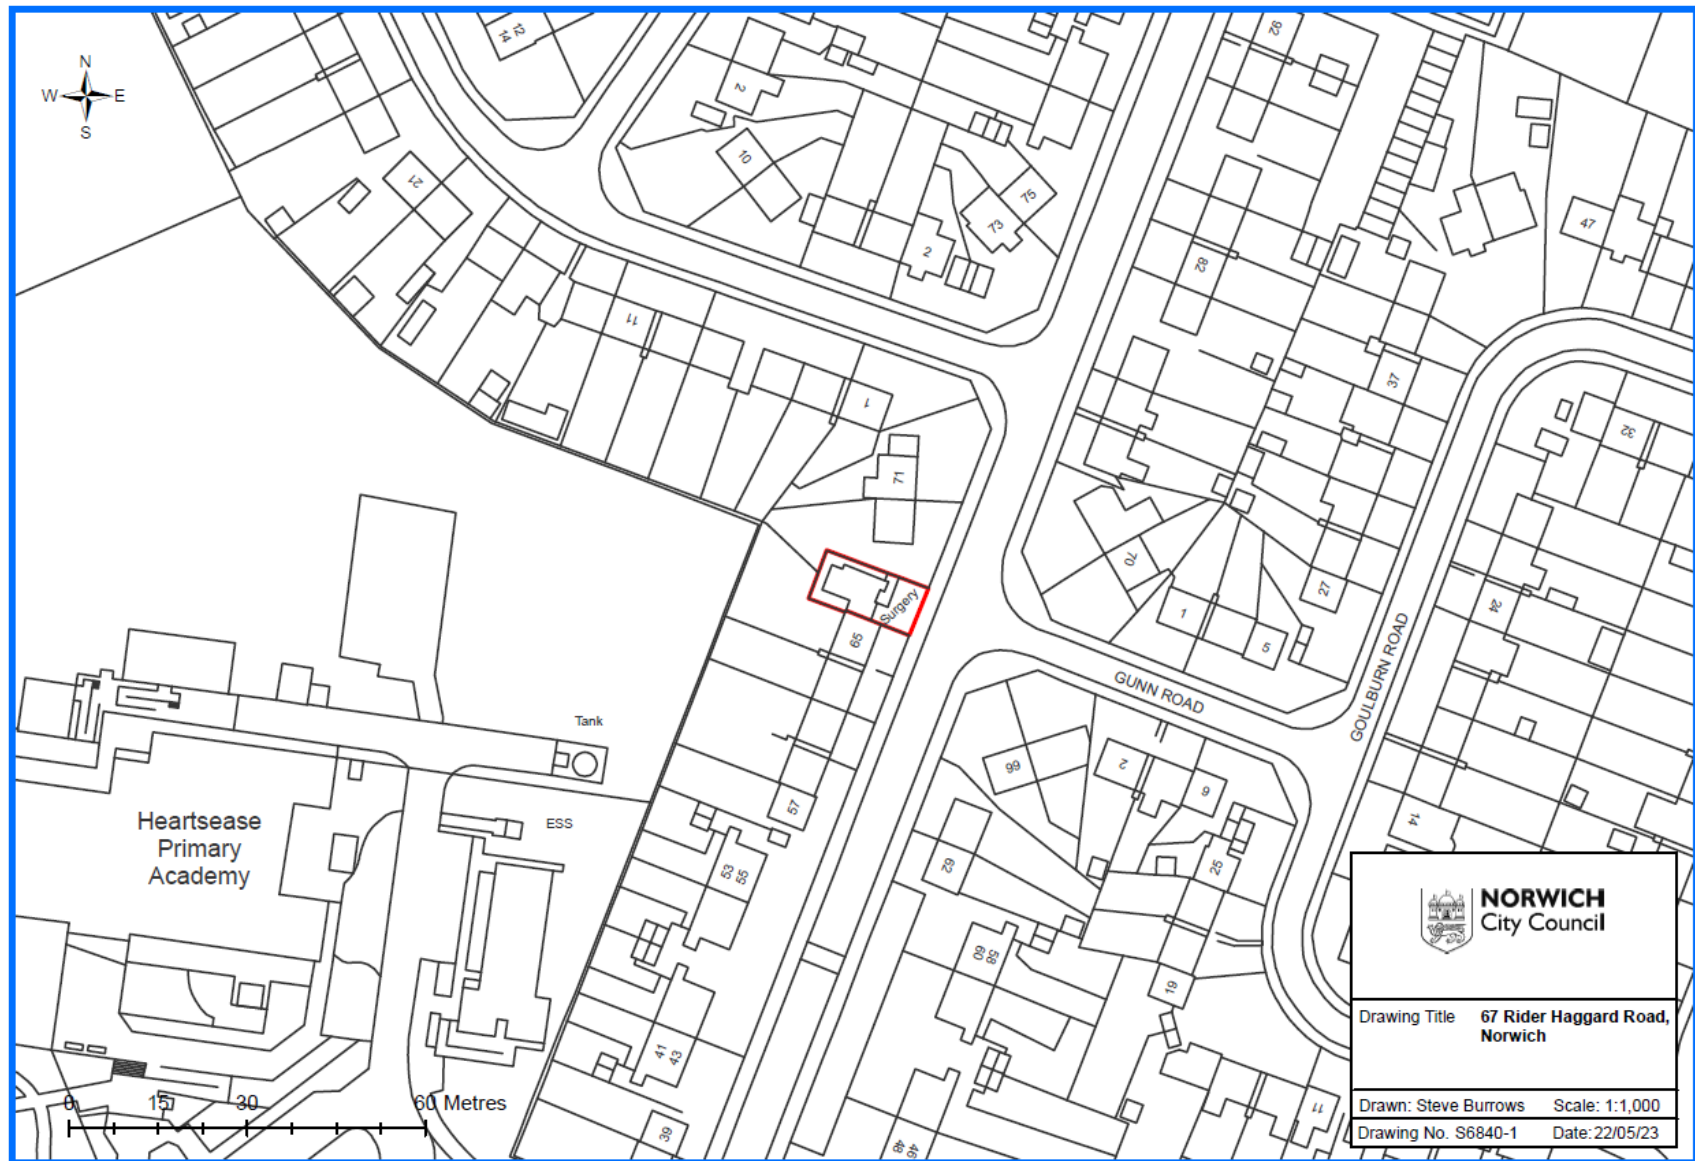 N
W E
S
12
14
92
2
10
75
73
2
47
21
82
11
37
1
32
71
70
27
Surgery
65
1
5
24
GUNN ROAD
GOULBURN ROAD
Tank
66
2
9
57
14
Heartsease
Primary
Academy
ESS
62
25
53
55
58
60
19
41
43
39
46
48
11
0 15 30 60 Metres
NORWICH
City Council
Drawing Title 67 Rider Haggard Road,
Norwich
Drawn: Steve Burrows Scale: 1:1,000
Drawing No. S6840-1 Date: 22/05/23